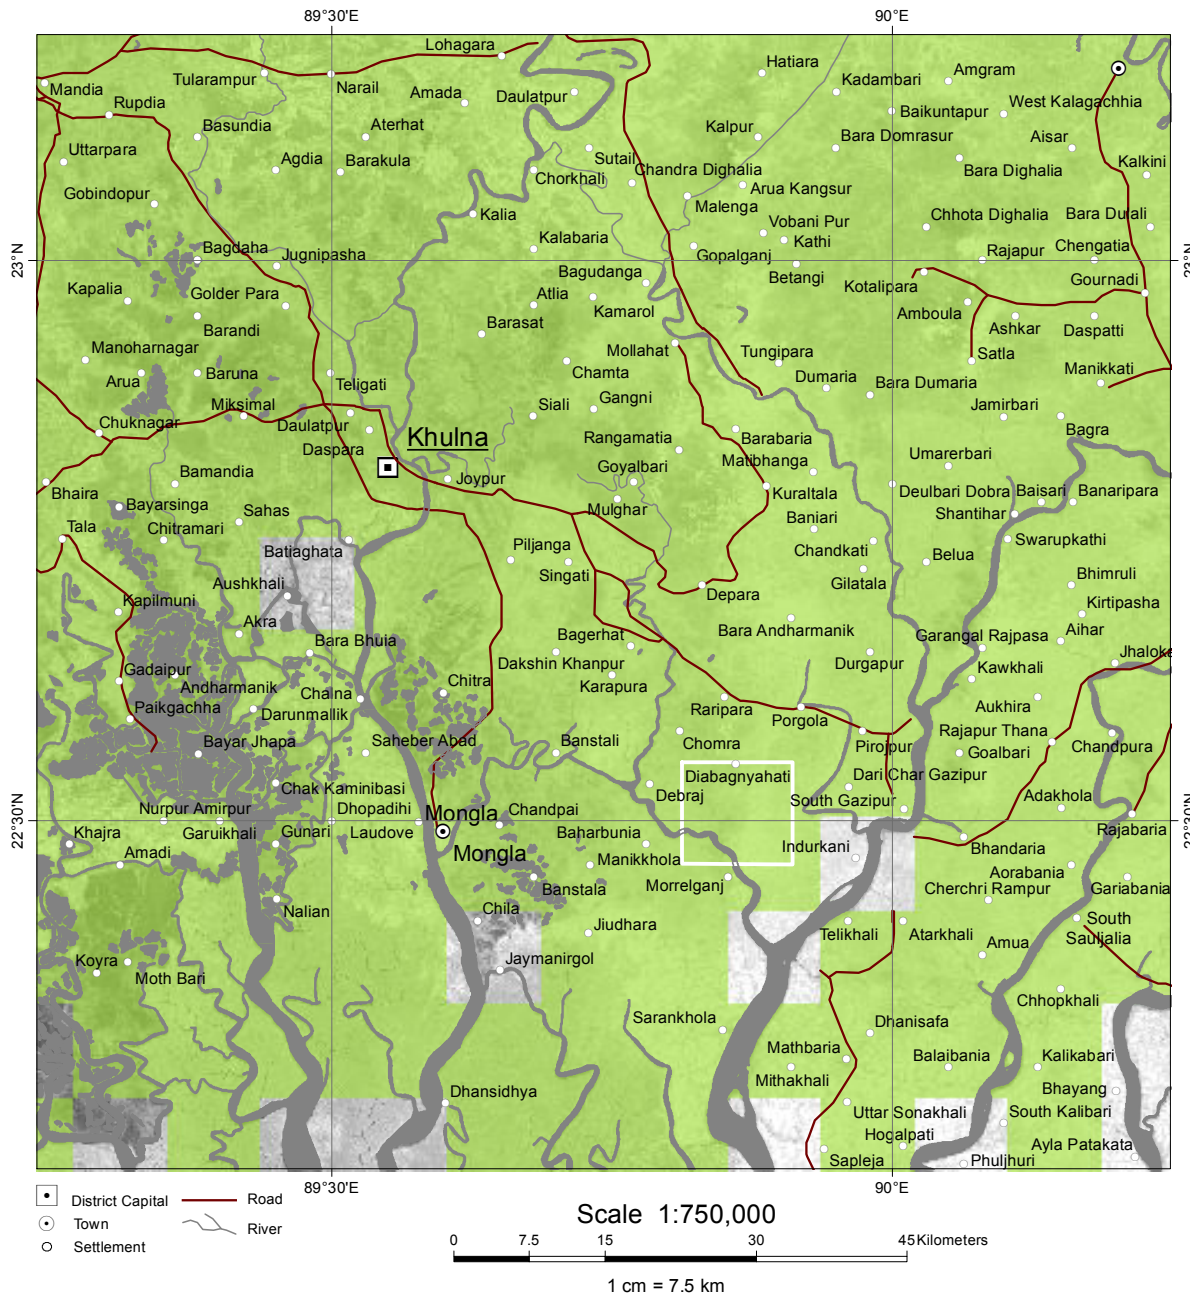 89°30'E 90°E
Lohagara
Hatiara
Mandia
Tularampur
Narail
Amada
Daulatpur
Kadambari
Amgram
Rupdia
Baikuntapur
West Kalagachhia
Basundia
Aterhat
Kalpur
Bara Domrasur
Aisar
Uttarpara
Agdia
Barakula
Sutail
Chorkhali
Chandra Dighalia
Bara Dighalia
Kalkini
Gobindopur
Kalia
Malenga
Arua Kangsur
Vobani Pur
Chhota Dighalia
Bara Dulali
Bagdaha
Jugnipasha
Kalabaria
Kathi
Gopalganj
Rajapur
Chengatia
23°N
23°N
Kapalia
Golder Para
Bagudanga
Betangi
Kotalipara
Gournadi
Atlia
Kamarol
Barandi
Barasat
Amboula
Ashkar
Daspatti
Manoharnagar
Mollahat
Tungipara
Satla
Arua
Baruna
Teligati
Chamta
Dumaria
Bara Dumaria
Manikkati
Miksimal
Siali
Gangni
Jamirbari
Chuknagar
Daulatpur
Khulna
Rangamatia
Barabaria
Bagra
Daspara
Bamandia
Joypur
Goyalbari
Matibhanga
Umarerbari
Bhaira
Bayarsinga
Sahas
Mulghar
Kuraltala
Deulbari Dobra
Baisari
Banaripara
Tala
Chitramari
Baniari
Shantihar
Batiaghata
Piljanga
Chandkati
Swarupkathi
Singati
Belua
Aushkhali
Gilatala
Bhimruli
Kapilmuni
Depara
Kirtipasha
Akra
Bara Bhuia
Bagerhat
Bara Andharmanik
Garangal Rajpasa
Aihar
Gadaipur
Dakshin Khanpur
Durgapur
Kawkhali
Jhaloka
Andharmanik
Chalna
Chitra
Karapura
Paikgachha
Darunmallik
Raripara
Porgola
Aukhira
Bayar Jhapa
Saheber Abad
Banstali
Chomra
Pirojpur
Rajapur Thana
Goalbari
Chandpura
Chak Kaminibasi
Diabagnyahati
Dari Char Gazipur
Debraj
Nurpur Amirpur
Dhopadihi
Mongla
Chandpai
South Gazipur
Adakhola
22°30'N
22°30'N
Khajra
Garuikhali
Gunari
Laudove
Mongla
Baharbunia
Indurkani
Bhandaria
Rajabaria
Amadi
Manikkhola
Aorabania
Banstala
Morrelganj
Cherchri Rampur
Gariabania
Nalian
Chila
Jiudhara
Telikhali
Atarkhali
South
Sauljalia
Amua
Koyra
Moth Bari
Jaymanirgol
Chhopkhali
Sarankhola
Dhanisafa
Mathbaria
Balaibania
Kalikabari
Mithakhali
Bhayang
Dhansidhya
Uttar Sonakhali
South Kalibari
Hogalpati
Ayla Patakata
Sapleja
Phuljhuri
89°30'E 90°E
District Capital
Road
Town
River
Settlement
Scale 1:750,000
0 7.5 15 30 45 Kilometers
1 cm = 7.5 km